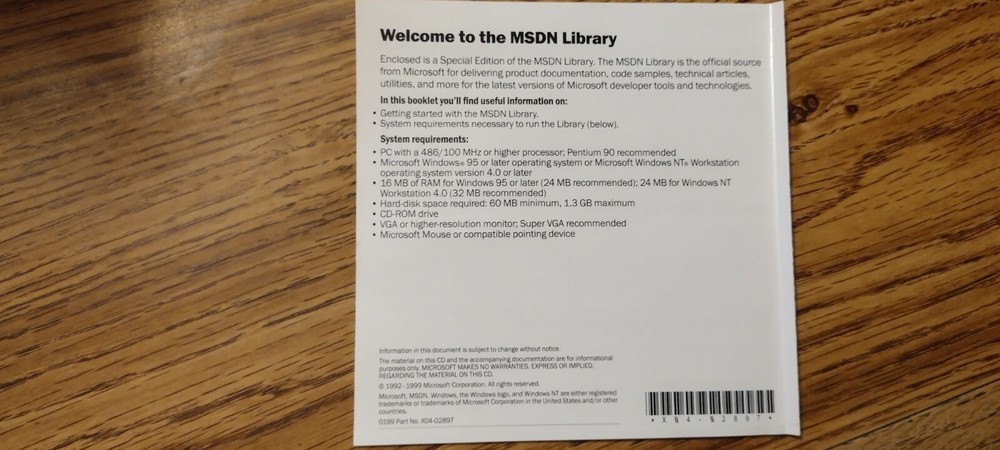 Welcome to the MSDN Library
Enclosed is a Special Edition of the MSDN Library. The MSDN Library is the official source
from Microsoft for delivering product documentation, code samples, technical articles,
utilities, and more for the latest versions of Microsoft developer tools and technologies.
In this booklet you'll find useful information on:
• Getting started with the MSDN Library.
• System requirements necessary to run the Library (below).
System requirements:
• PC with a 486/100 MHz or higher processor; Pentium 90 recommended
• Microsoft Windows® 95 or later operating system or Microsoft Windows NT® Workstation
operating system version 4.0 or later
• 16 MB of RAM for Windows 95 or later (24 MB recommended); 24 MB for Windows NT
Workstation 4.0 (32 MB recommended)
• Hard-disk space required: 60 MB minimum, 1.3 GB maximum
• CD-ROM drive
• VGA or higher-resolution monitor; Super VGA recommended
• Microsoft Mouse or compatible pointing device
Information in this document is subject to change without notice.
The material on this CD and the accompanying documentation are for informational
purposes only. MICROSOFT MAKES NO WARRANTIES, EXPRESS OR IMPLIED,
REGARDING THE MATERIAL ON THIS CD.
© 1992-1999 Microsoft Corporation. All rights reserved.
Microsoft, MSDN, Windows, the Windows logo, and Windows NT are either registered
trademarks or trademarks of Microsoft Corporation in the United States and/or other
countries.
0199 Part No. X04-02897
* X 0 4 - 0 2 8 9 7 *